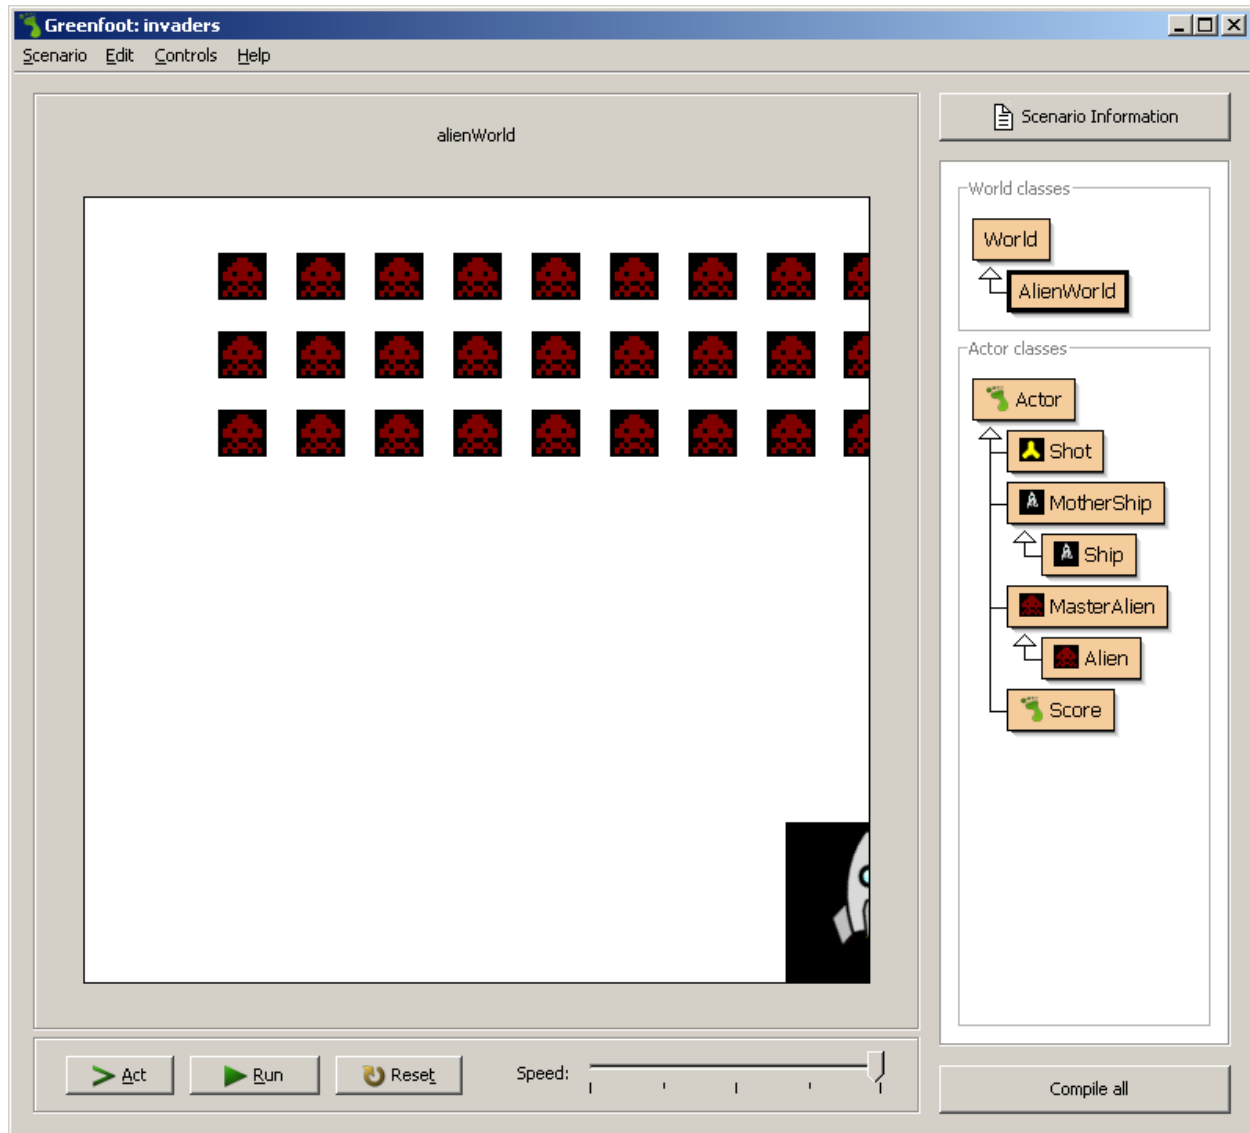 Greenfoot: invaders
Scenario Edit Controls Help
alienWorld
Scenario Information
World classes
World
AlienWorld
Actor classes
Actor
Shot
MotherShip
Ship
MasterAlien
Alien
Score
Act Run Reset Speed:
Compile all